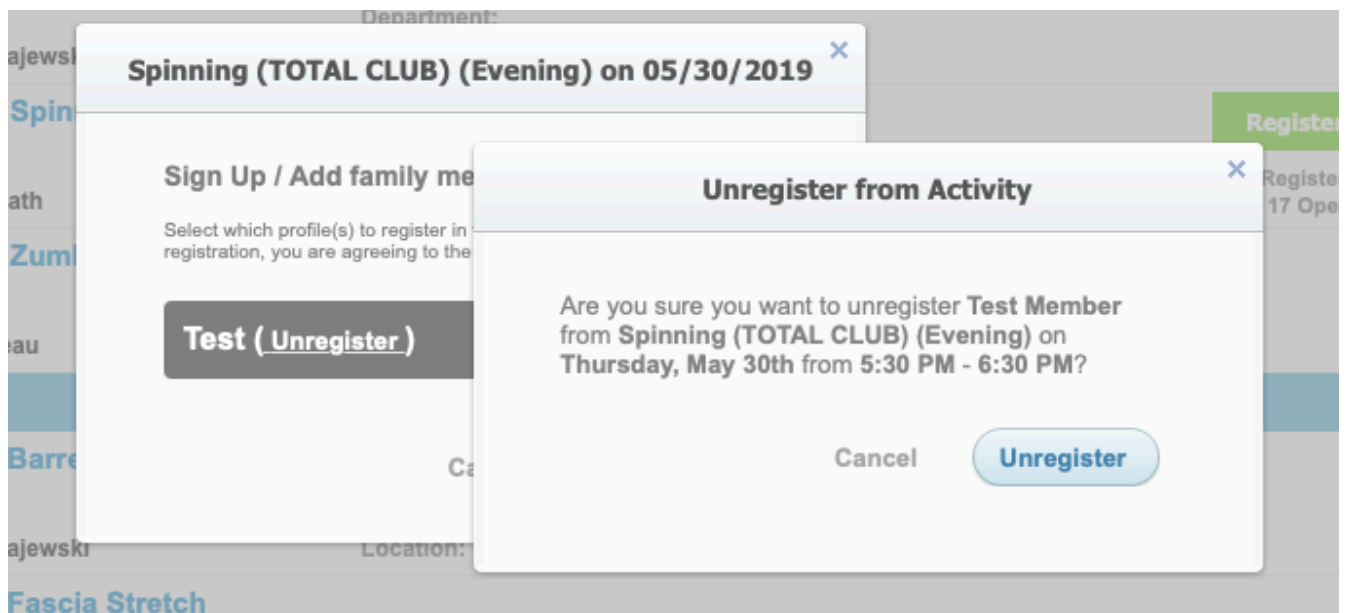 Department:
ajewski
Spinning (TOTAL CLUB) (Evening) on 05/30/2019
×
Spin
Register
Sign Up / Add family me
Unregister from Activity
×
Registe
ath
17 Ope
Select which profile(s) to register in
registration, you are agreeing to the
Zum
Are you sure you want to unregister Test Member
from Spinning (TOTAL CLUB) (Evening) on
Thursday, May 30th from 5:30 PM - 6:30 PM?
Test ( Unregister )
eau
Barre
Ca
Cancel
Unregister
ajewski
Location:
Fascia Stretch